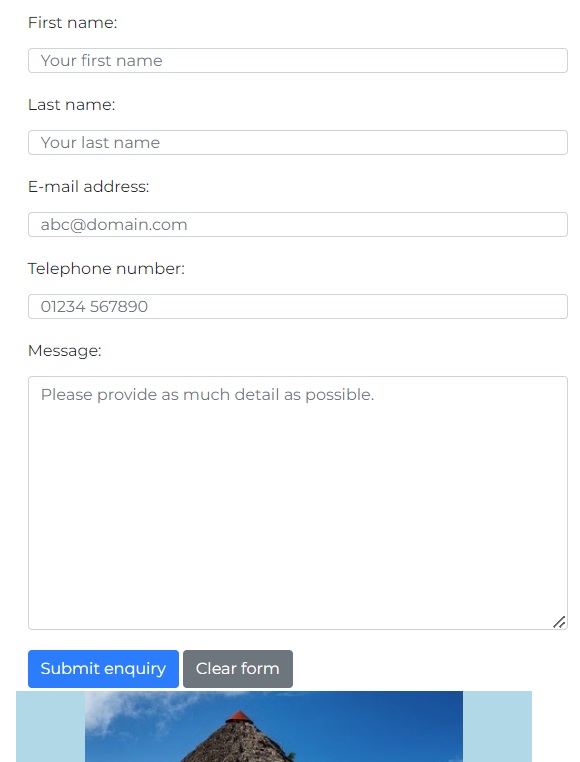 First name:
Your first name
Last name:
Your last name
E-mail address:
abc@domain.com
Telephone number:
01234 567890
Message:
Please provide as much detail as possible.
Submit enquiry Clear form